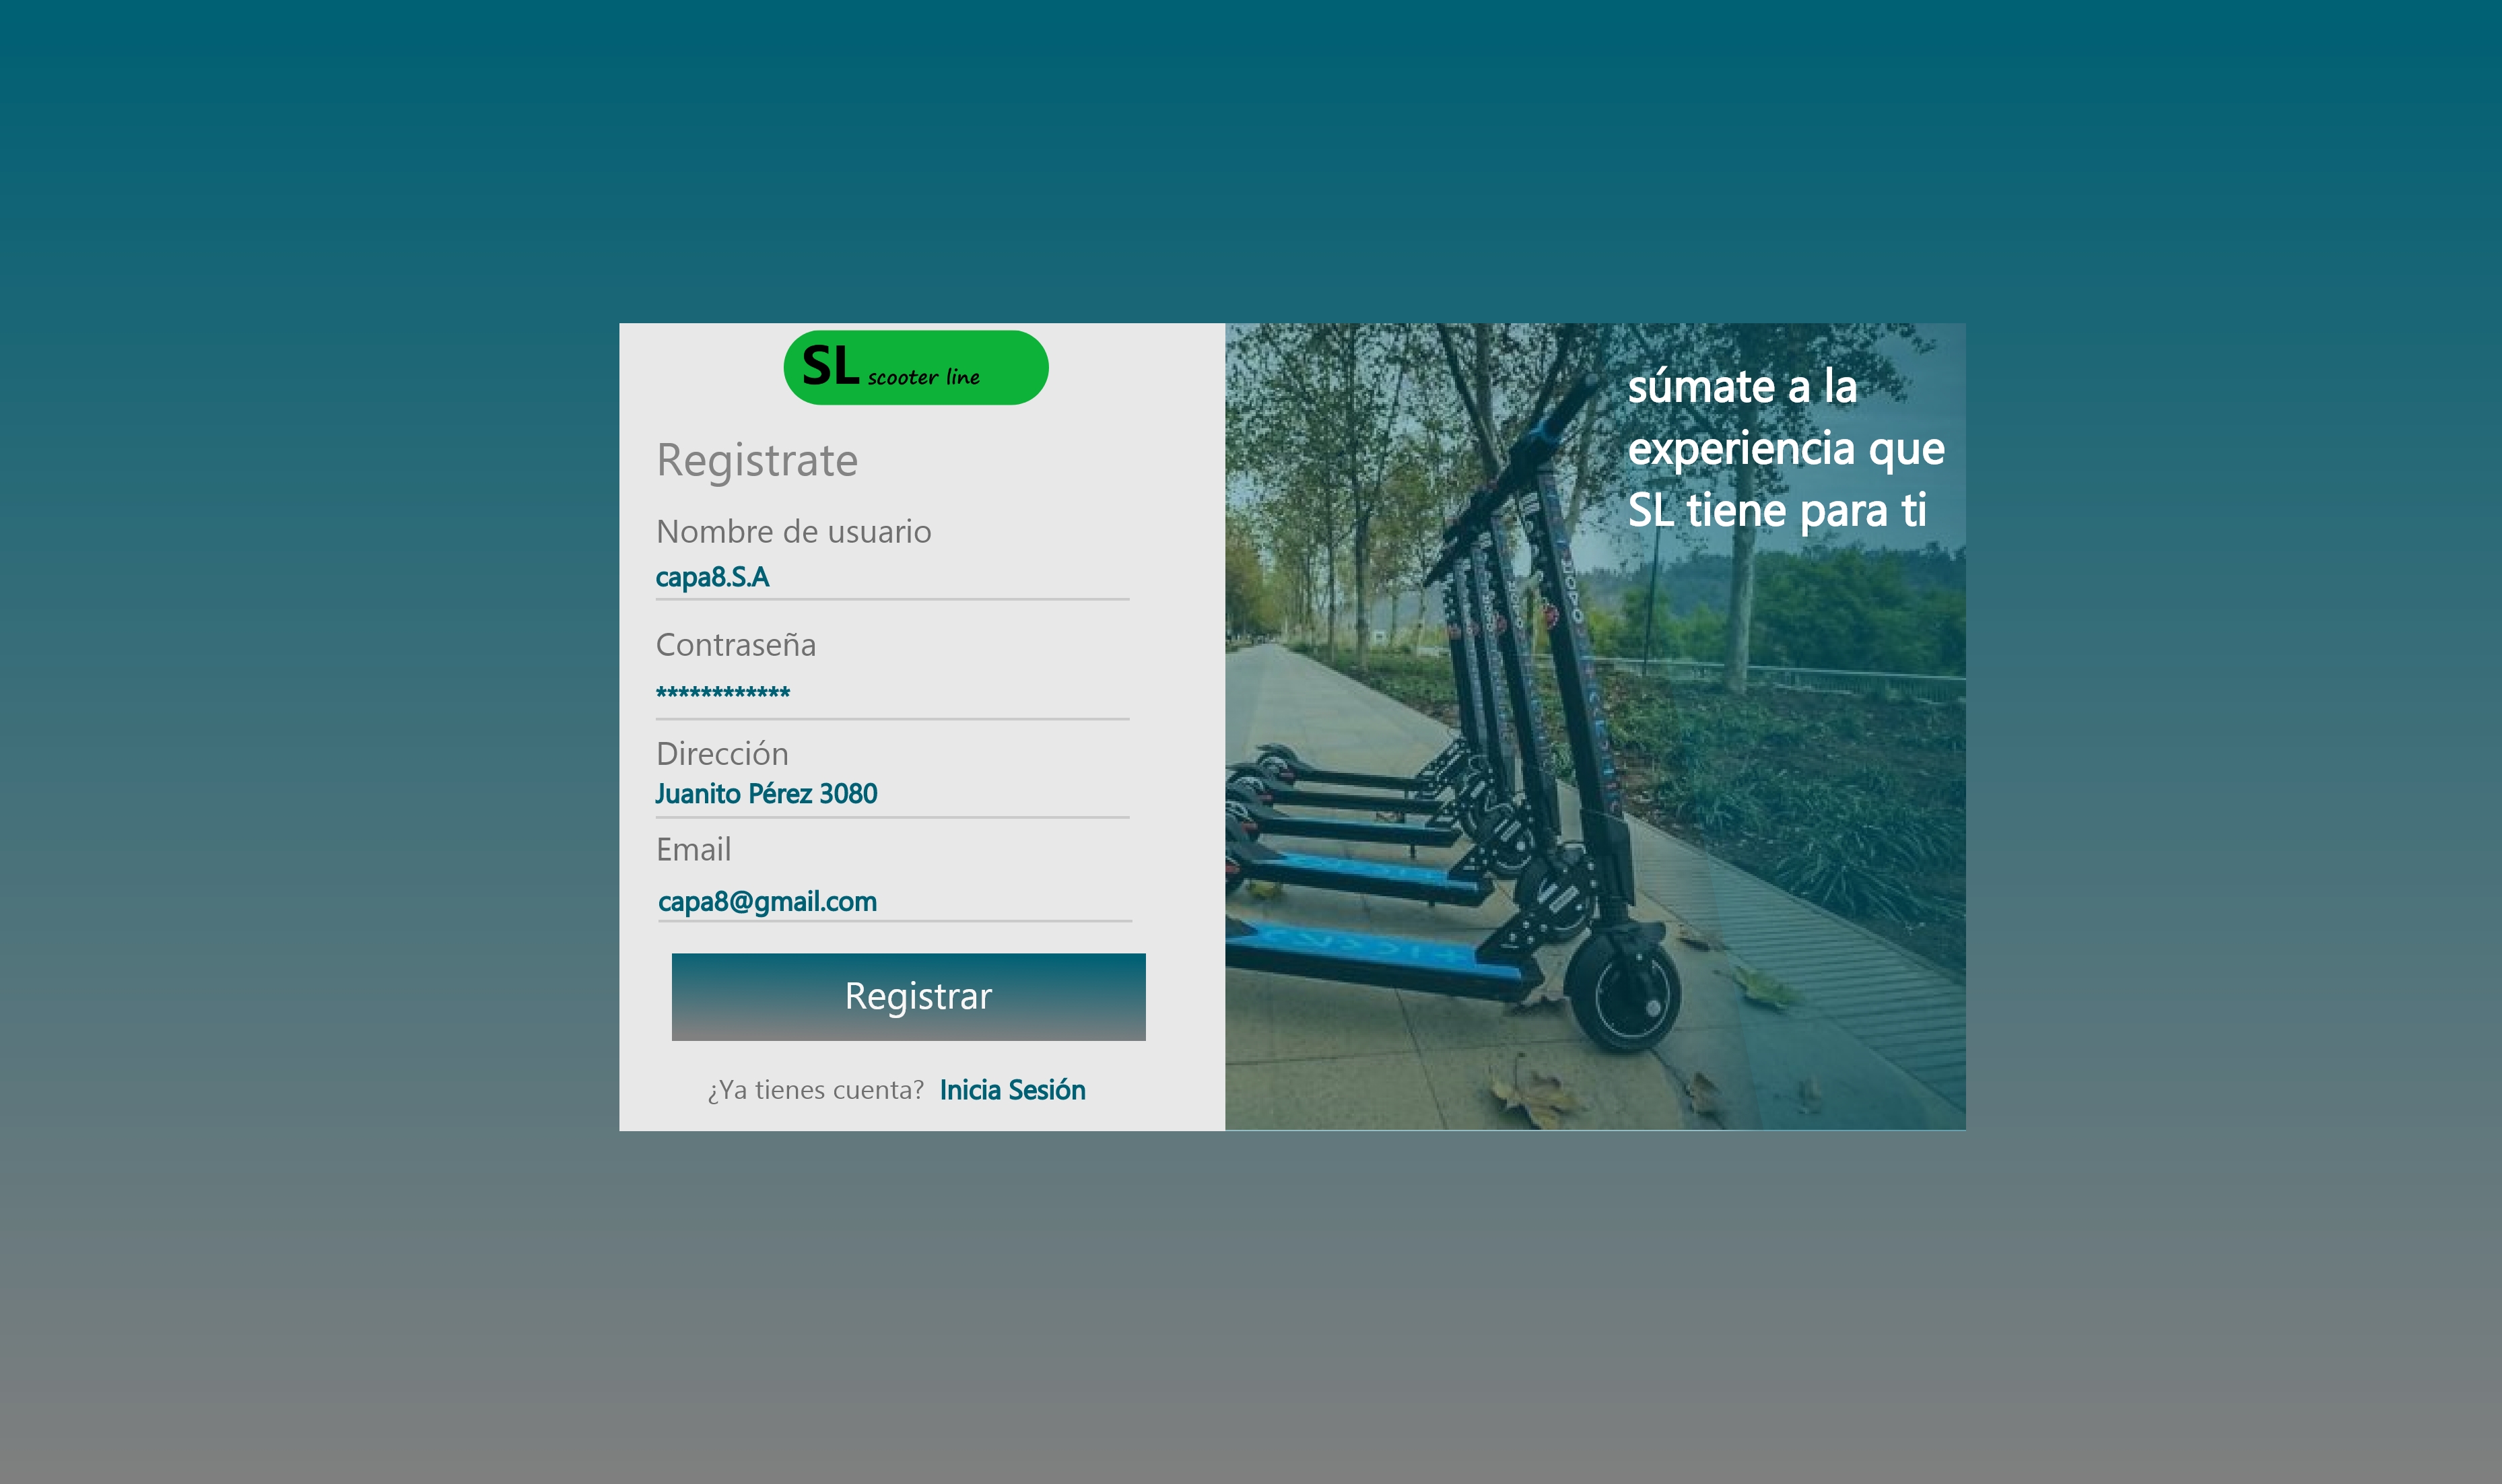 SL scooter line
Registrate
Nombre de usuario
capa8.S.A
Contraseña
************
Dirección
Juanito Pérez 3080
Email
capa8@gmail.com
Registrar
¿Ya tienes cuenta? Inicia Sesión
súmate a la
experiencia que
SL tiene para ti